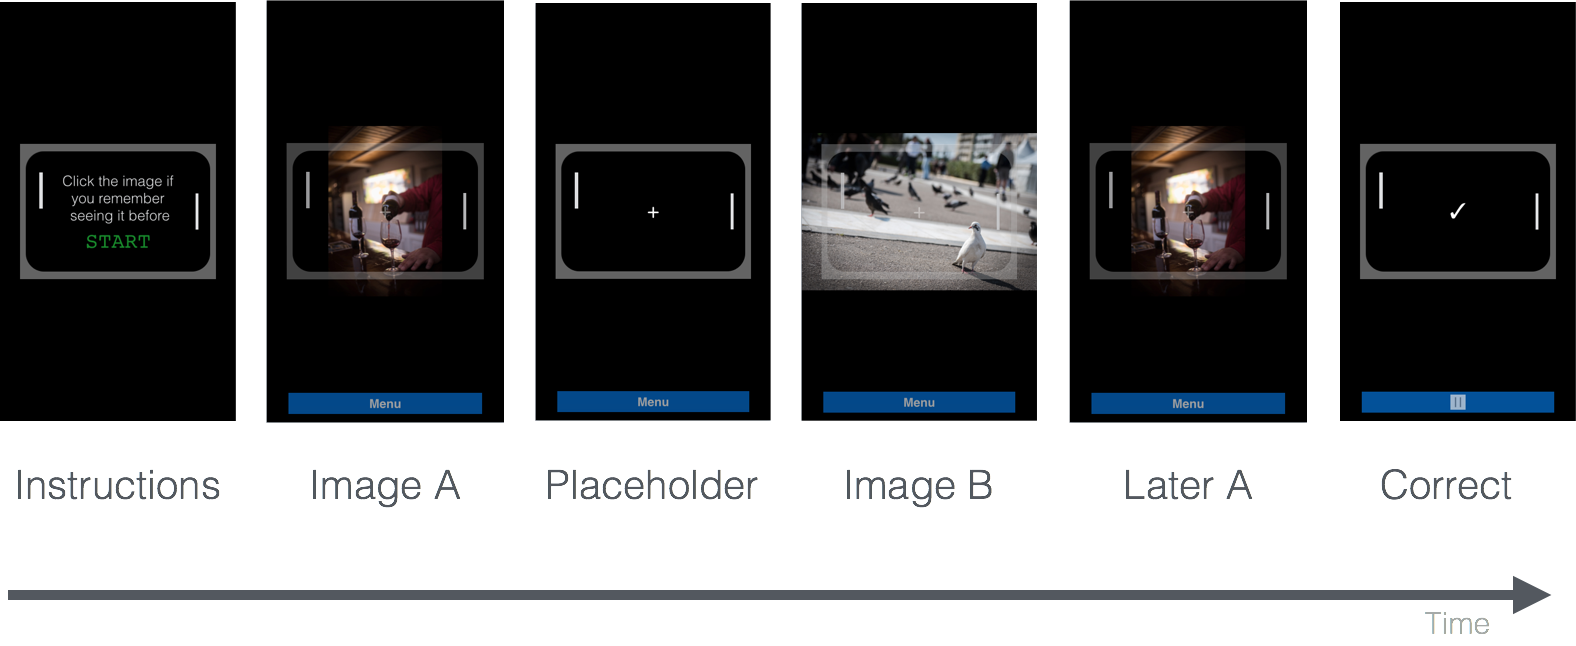 Click the image if
you remember
seeing it before
START
Menu
Menu
Menu
Menu
Instructions
Image A
Placeholder
Image B
Later A
Correct
Time